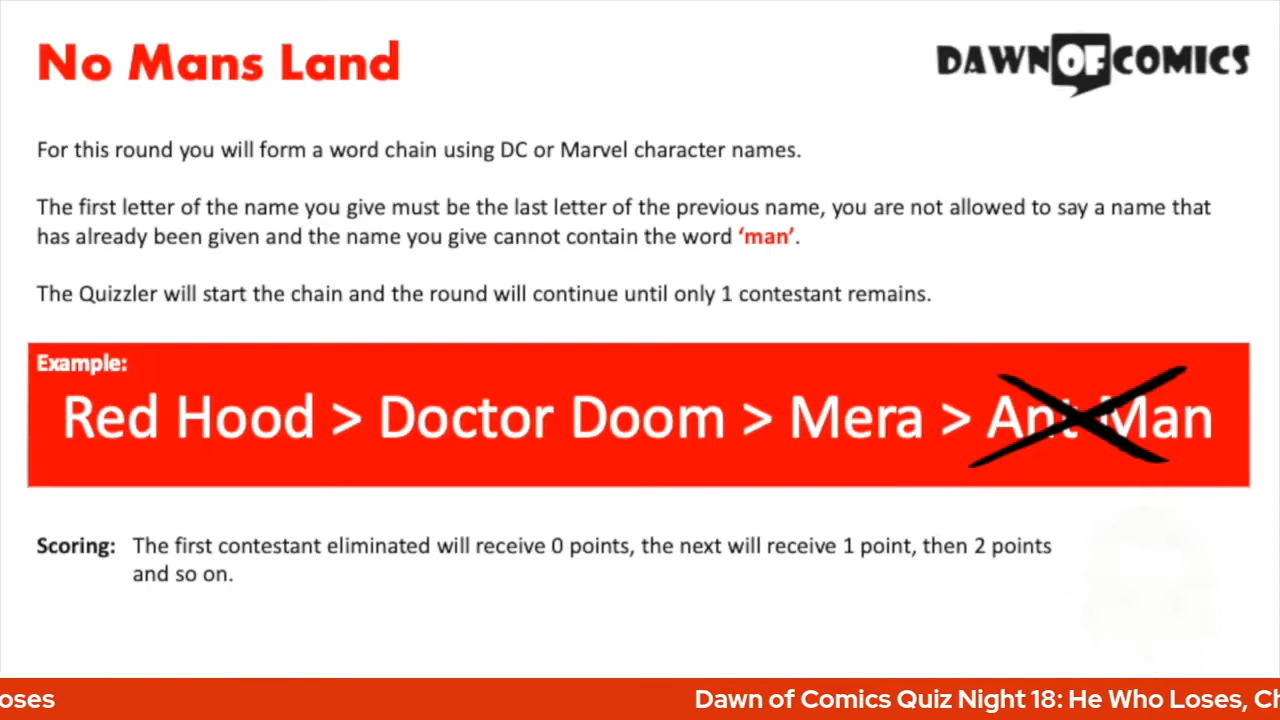 No Mans Land
DAWN OF COMICS
For this round you will form a word chain using DC or Marvel character names.
The first letter of the name you give must be the last letter of the previous name, you are not allowed to say a name that
has already been given and the name you give cannot contain the word ‘man’.
The Quizzler will start the chain and the round will continue until only 1 contestant remains.
Example:
Red Hood > Doctor Doom > Mera > Ant Man
Scoring: The first contestant eliminated will receive 0 points, the next will receive 1 point, then 2 points
and so on.
oses Dawn of Comics Quiz Night 18: He Who Loses, Ch